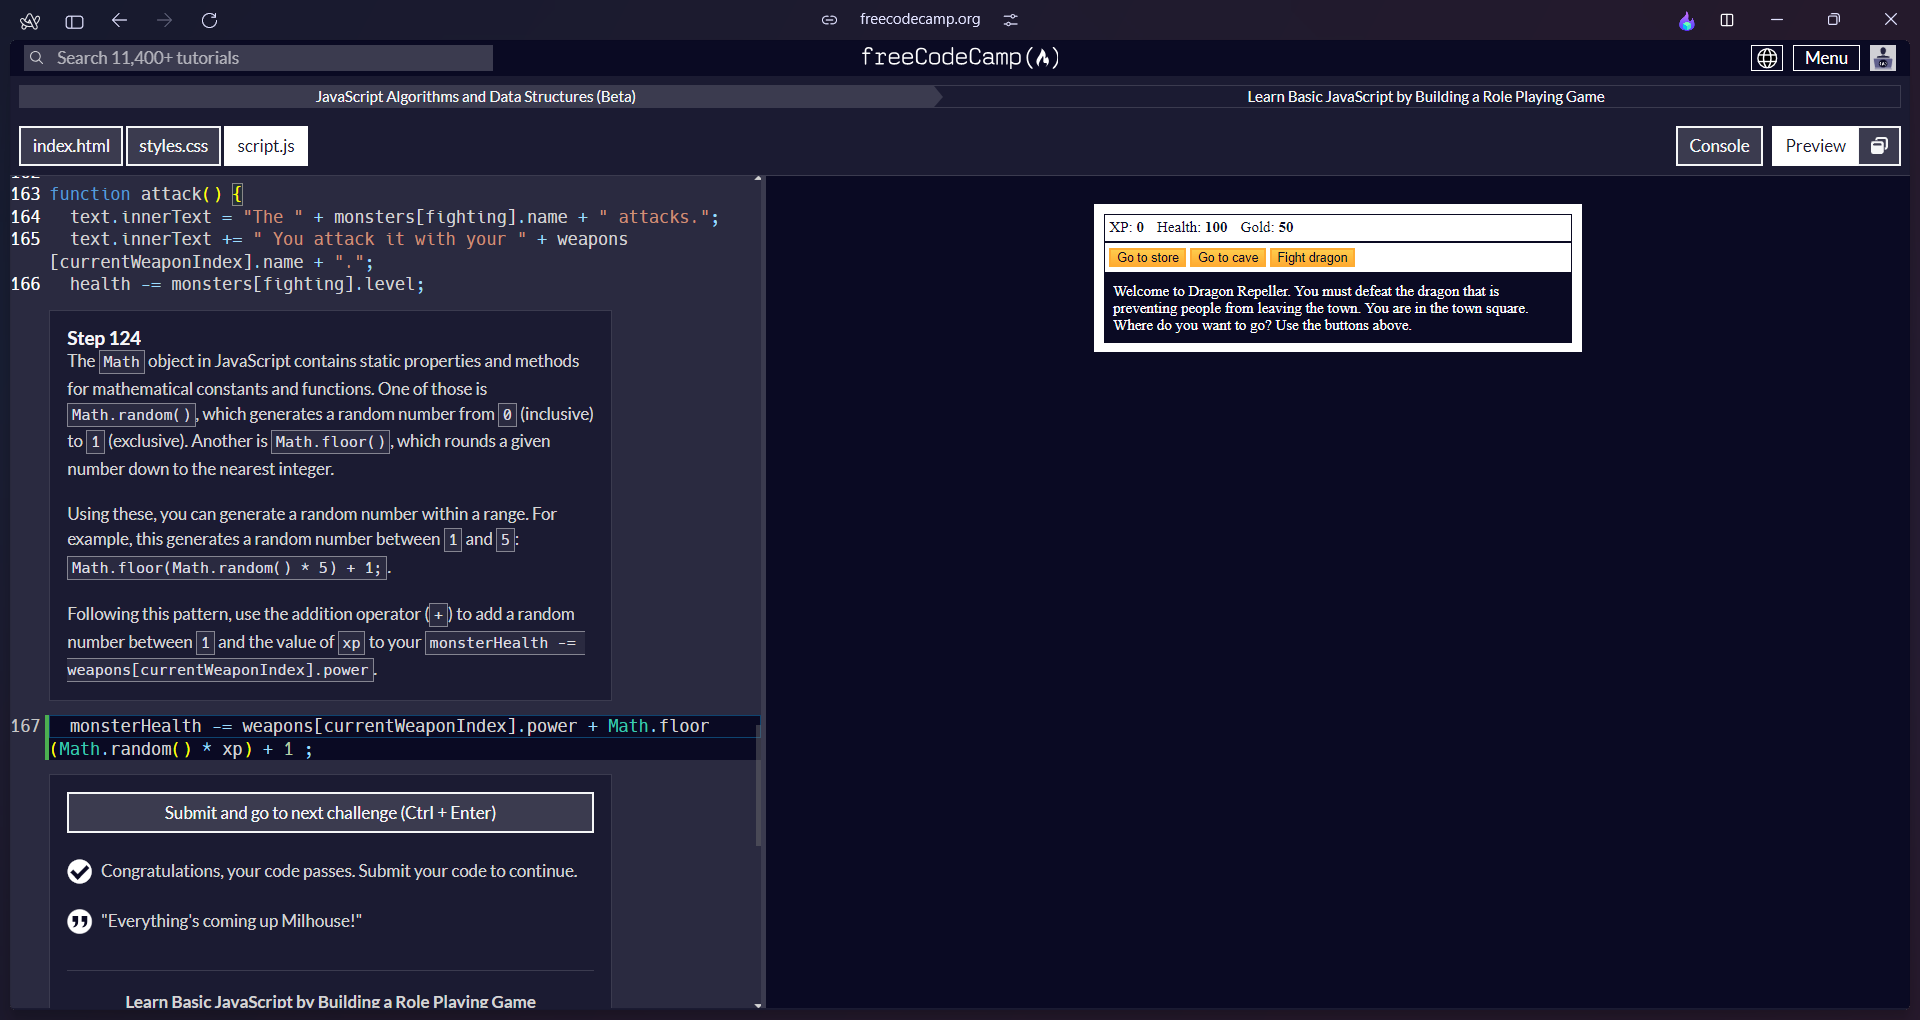 freecodecamp.org
Search 11,400+ tutorials
freeCodeCamp(🔥)
Menu
JavaScript Algorithms and Data Structures (Beta)
Learn Basic JavaScript by Building a Role Playing Game
index.html
styles.css
script.js
Console
Preview
163 function attack() {
164 text.innerText = "The " + monsters[fighting].name + " attacks.";
165 text.innerText += " You attack it with your " + weapons
[currentWeaponIndex].name + ".";
166 health -= monsters[fighting].level;
Step 124
The Math object in JavaScript contains static properties and methods
for mathematical constants and functions. One of those is
Math.random(), which generates a random number from 0 (inclusive)
to 1 (exclusive). Another is Math.floor(), which rounds a given
number down to the nearest integer.
Using these, you can generate a random number within a range. For
example, this generates a random number between 1 and 5:
Math.floor(Math.random() * 5) + 1;.
Following this pattern, use the addition operator (+) to add a random
number between 1 and the value of xp to your monsterHealth -=
weapons[currentWeaponIndex].power.
167 monsterHealth -= weapons[currentWeaponIndex].power + Math.floor
(Math.random() * xp) + 1 ;
Submit and go to next challenge (Ctrl + Enter)
Congratulations, your code passes. Submit your code to continue.
"Everything's coming up Milhouse!"
Learn Basic JavaScript by Building a Role Playing Game
XP: 0 Health: 100 Gold: 50
Go to store
Go to cave
Fight dragon
Welcome to Dragon Repeller. You must defeat the dragon that is
preventing people from leaving the town. You are in the town square.
Where do you want to go? Use the buttons above.